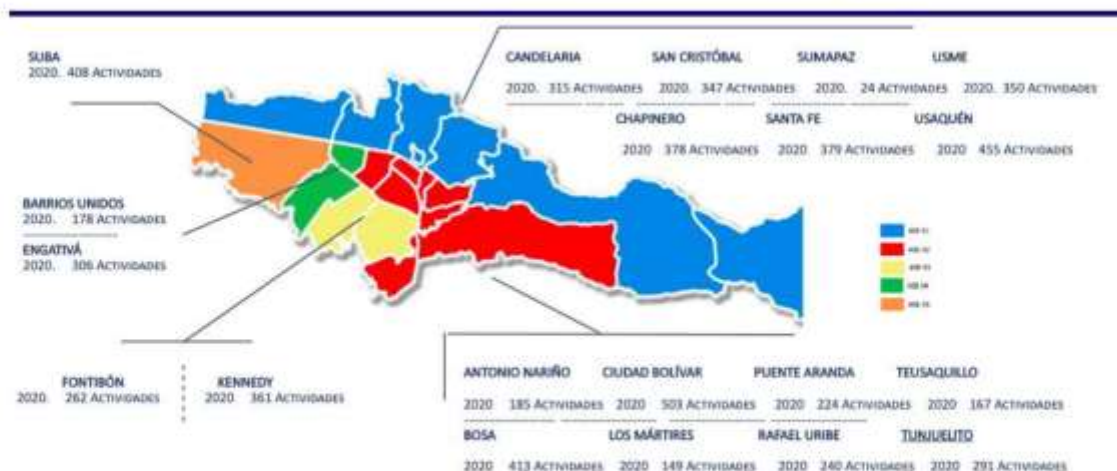 SUBA
2020. 408 ACTIVIDADES
CANDELARIA SAN CRISTÓBAL SUMAPAZ USME
2020. 315 ACTIVIDADES 2020. 347 ACTIVIDADES 2020. 24 ACTIVIDADES 2020. 350 ACTIVIDADES
CHAPINERO SANTA FE USAQUÉN
2020 378 ACTIVIDADES 2020 379 ACTIVIDADES 2020 455 ACTIVIDADES
BARRIOS UNIDOS
2020. 178 ACTIVIDADES
ENGATIVÁ
2020. 306 ACTIVIDADES
FONTIBÓN KENNEDY
2020. 262 ACTIVIDADES 2020 361 ACTIVIDADES
ANTONIO NARIÑO CIUDAD BOLÍVAR PUENTE ARANDA TEUSAQUILLO
2020 185 ACTIVIDADES 2020 503 ACTIVIDADES 2020 224 ACTIVIDADES 2020 167 ACTIVIDADES
BOSA LOS MÁRTIRES RAFAEL URIBE TUNJUELITO
2020 413 ACTIVIDADES 2020 149 ACTIVIDADES 2020 240 ACTIVIDADES 2020 291 ACTIVIDADES